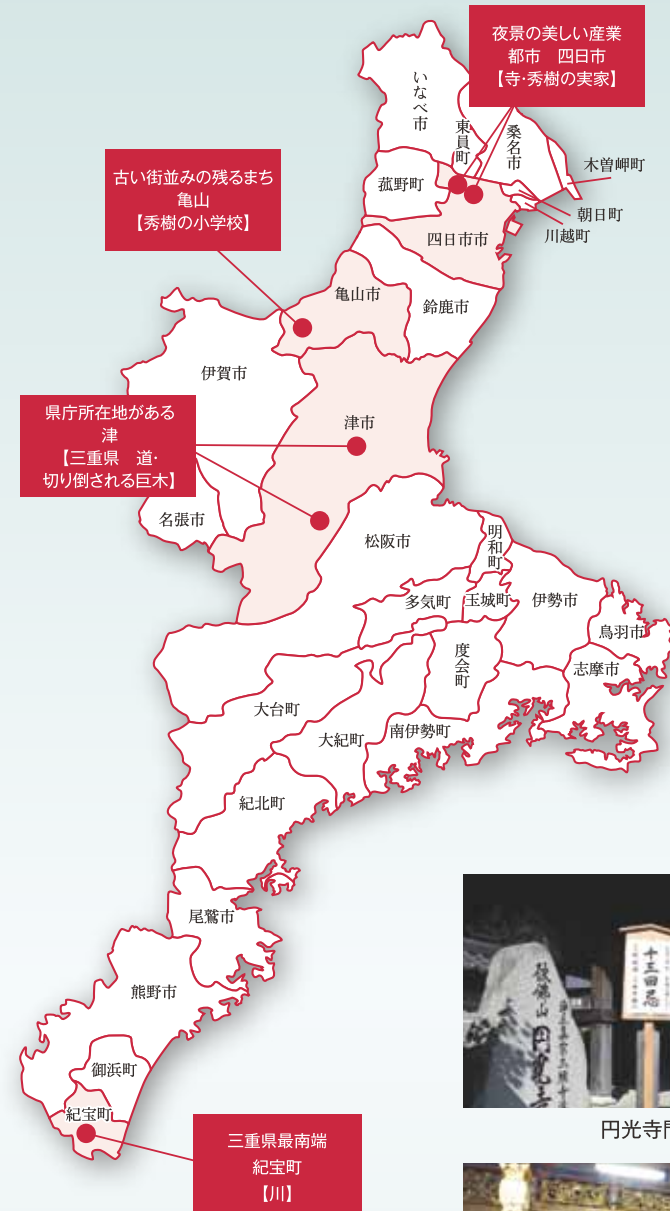 夜景の美しい産業
都市　四日市
【寺・秀樹の実家】
いなべ市
東員町
桑名市
木曽岬町
古い街並みの残るまち
亀山
【秀樹の小学校】
菰野町
朝日町
川越町
四日市市
亀山市
鈴鹿市
伊賀市
県庁所在地がある
津
【三重県　道・
切り倒される巨木】
津市
名張市
松阪市
明和町
多気町
玉城町
伊勢市
鳥羽市
度会町
志摩市
大台町
大紀町
南伊勢町
紀北町
尾鷲市
熊野市
御浜町
紀宝町
三重県最南端
紀宝町
【川】
十三回忌
円光寺
円光寺門